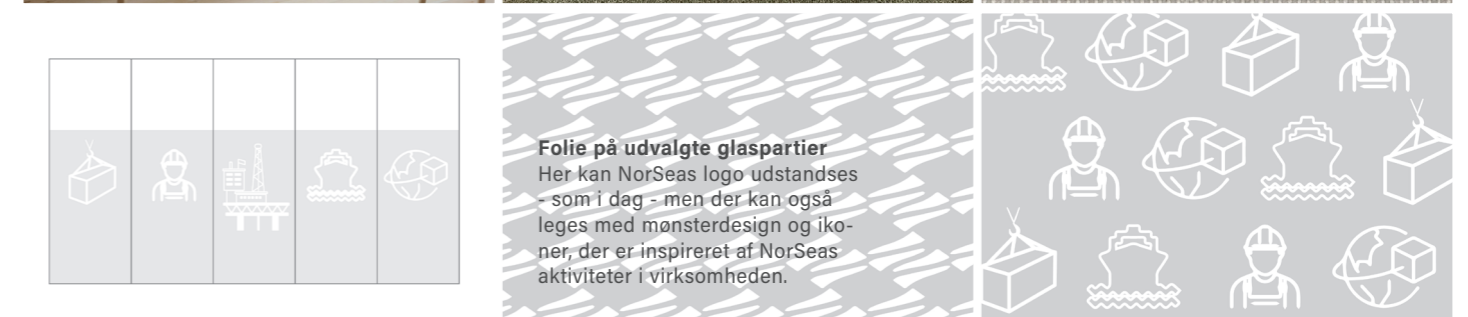 Folie på udvalgte glaspartier
Her kan NorSeas logo udstandses
- som i dag - men der kan også
leges med mønsterdesign og iko-
ner, der er inspireret af NorSeas
aktiviteter i virksomheden.